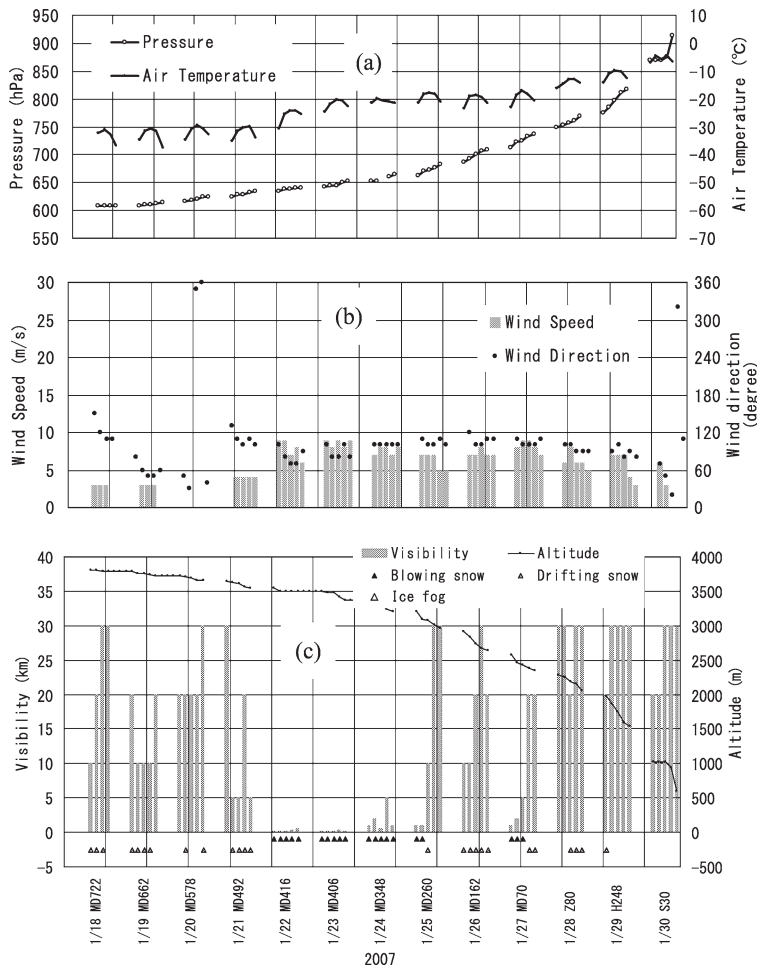 950
900
850
800
750
700
650
600
550
Pressure (hPa)
Pressure
Air Temperature
(a)
10
0
-10
-20
-30
-40
-50
-60
-70
Air Temperature (℃)
30
25
20
15
10
5
0
Wind Speed (m/s)
(b)
Wind Speed
Wind Direction
360
300
240
180
120
60
0
Wind direction
(degree)
40
35
30
25
20
15
10
5
0
-5
Visibility (km)
Visibility
Altitude
Blowing snow
Drifting snow
Ice fog
(c)
4000
3500
3000
2500
2000
1500
1000
500
0
-500
Altitude (m)
1/18 MD722
1/19 MD662
1/20 MD578
1/21 MD492
1/22 MD416
1/23 MD406
1/24 MD348
1/25 MD260
1/26 MD162
1/27 MD70
1/28 Z80
1/29 H248
1/30 S30
2007